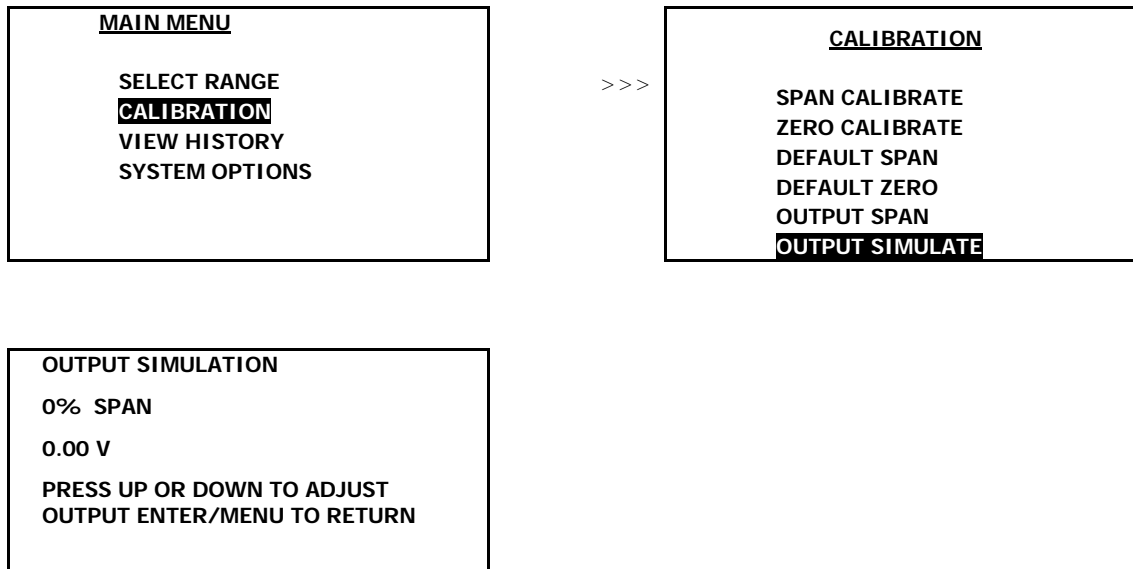 MAIN MENU
SELECT RANGE
CALIBRATION
VIEW HISTORY
SYSTEM OPTIONS
>>>
CALIBRATION
SPAN CALIBRATE
ZERO CALIBRATE
DEFAULT SPAN
DEFAULT ZERO
OUTPUT SPAN
OUTPUT SIMULATE
OUTPUT SIMULATION
0% SPAN
0.00 V
PRESS UP OR DOWN TO ADJUST
OUTPUT ENTER/MENU TO RETURN